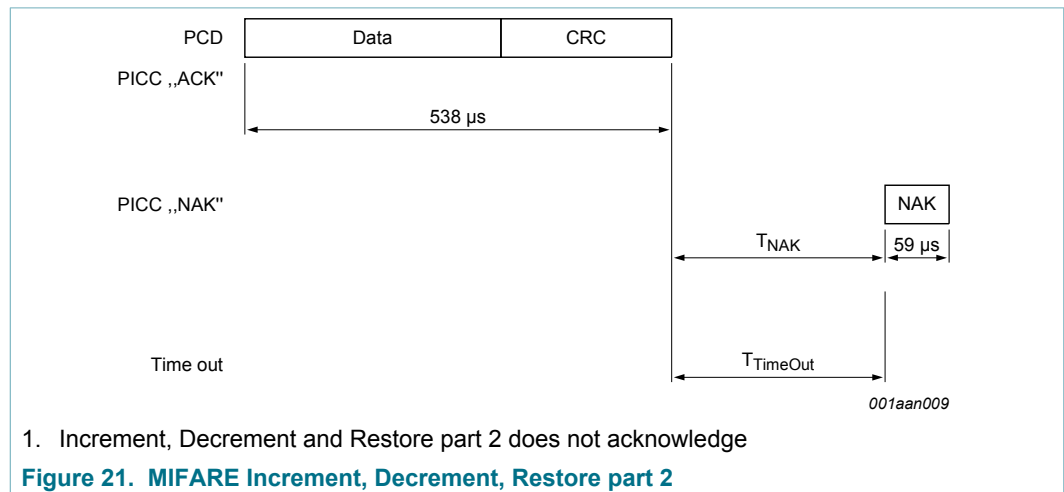 PCD Data CRC
PICC ,,ACK"
538 µs
PICC ,,NAK" NAK
TNAK 59 µs
Time out TTimeOut
001aan009
1. Increment, Decrement and Restore part 2 does not acknowledge
Figure 21. MIFARE Increment, Decrement, Restore part 2